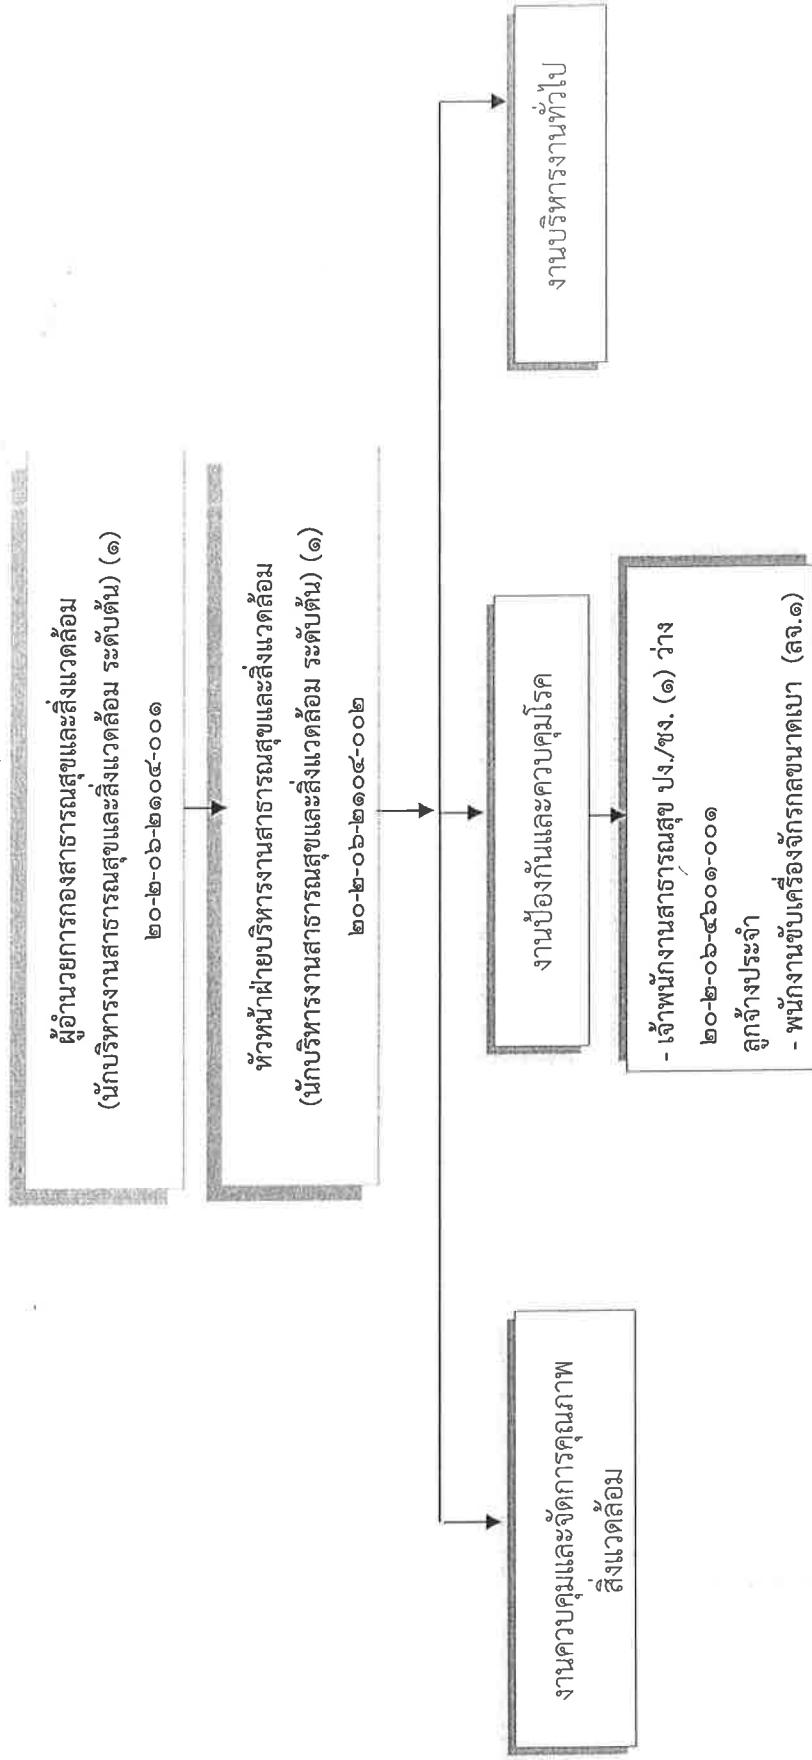 ผู้อำนวยการกองสาธารณสุขและสิ่งแวดล้อม
(นักบริหารงานสาธารณสุขและสิ่งแวดล้อม ระดับต้น) (๑)
๒๐-๒-๐๖-๒๑๐๔-๐๐๑
หัวหน้าฝ่ายบริหารงานสาธารณสุขและสิ่งแวดล้อม
(นักบริหารงานสาธารณสุขและสิ่งแวดล้อม ระดับต้น) (๑)
๒๐-๒-๐๖-๒๑๐๔-๐๐๒
งานควบคุมและจัดการคุณภาพ
สิ่งแวดล้อม
งานป้องกันและควบคุมโรค
งานบริหารงานทั่วไป
- เจ้าพนักงานสาธารณสุข ปง./ชง. (๑) ว่าง
๒๐-๒-๐๖-๔๖๐๑-๐๐๑
ลูกจ้างประจำ
- พนักงานขับเครื่องจักรกลขนาดเบา (ลจ.๑)